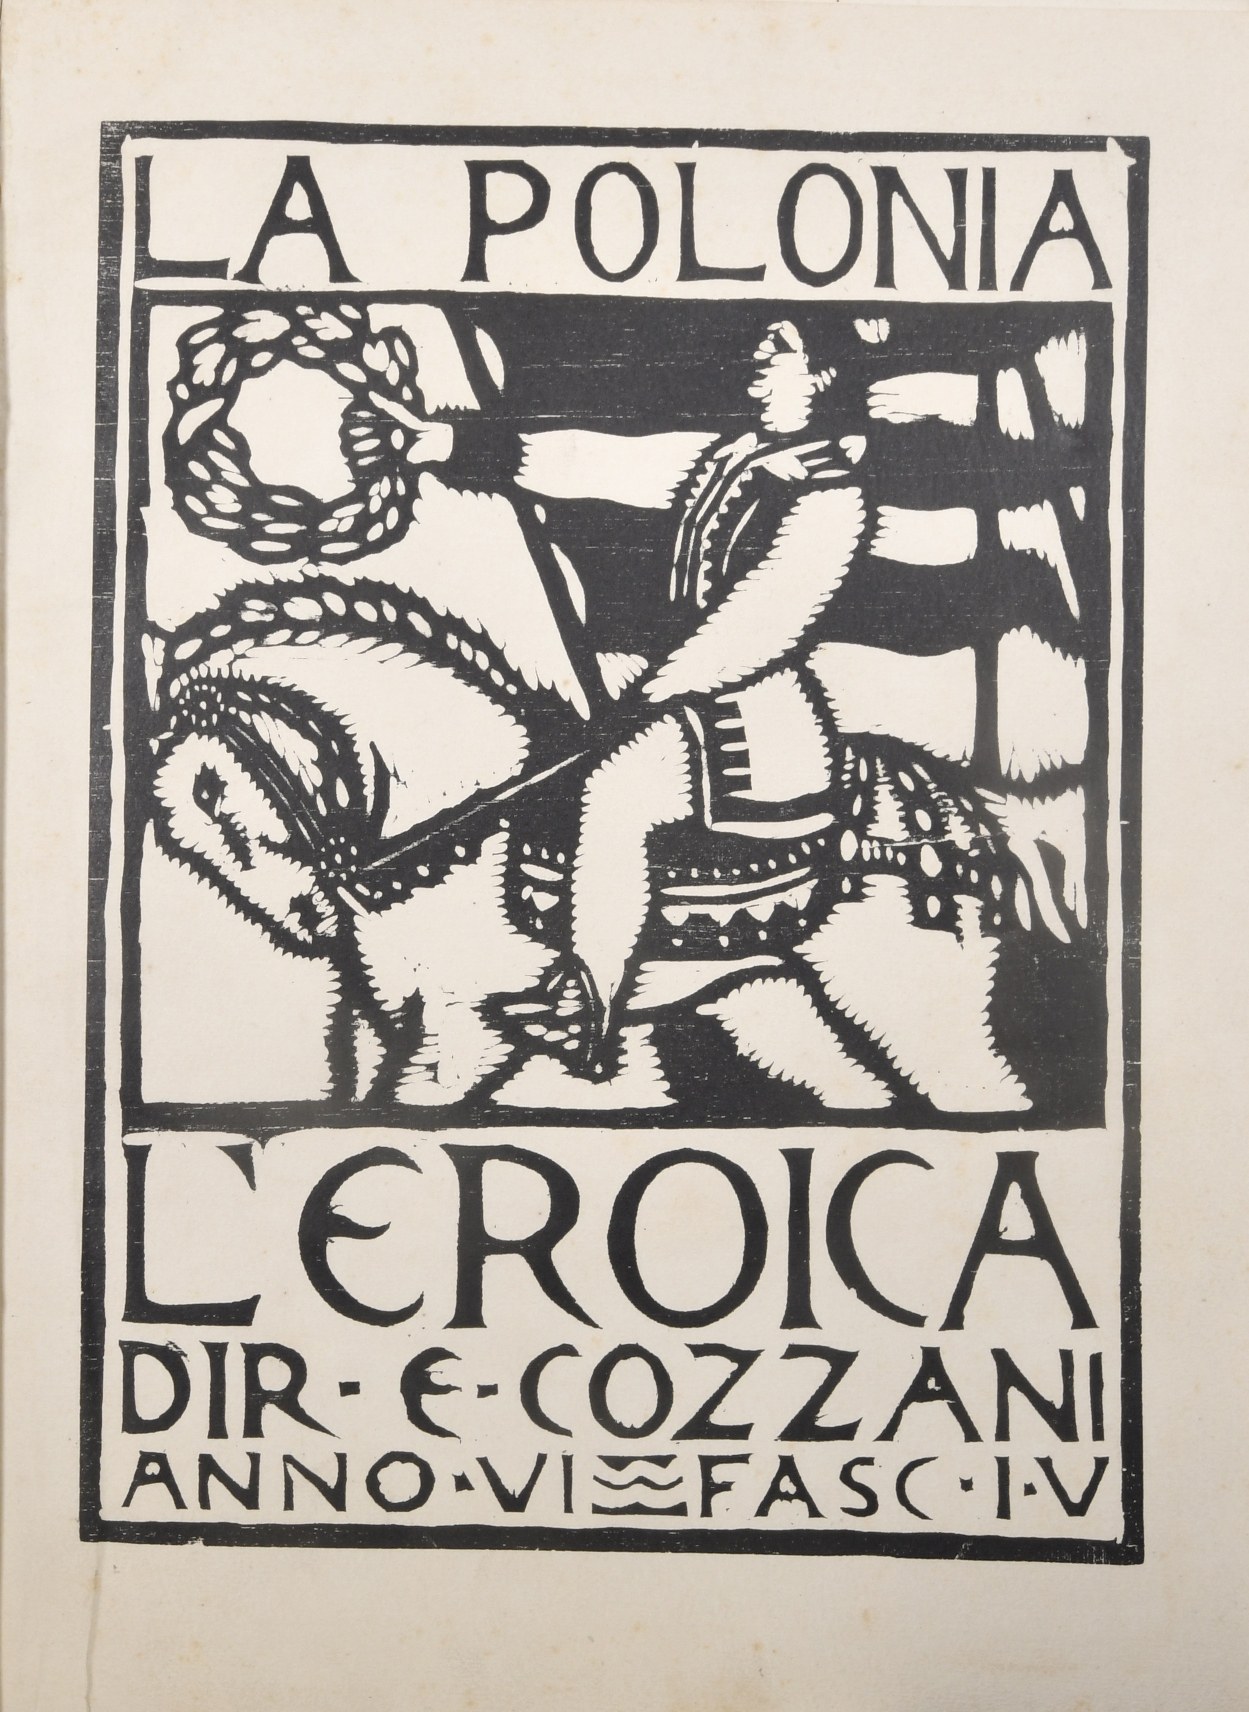 LA POLONIA
L'EROICA
DIR·E·COZZANI
ANNO·VI FASC·I·V